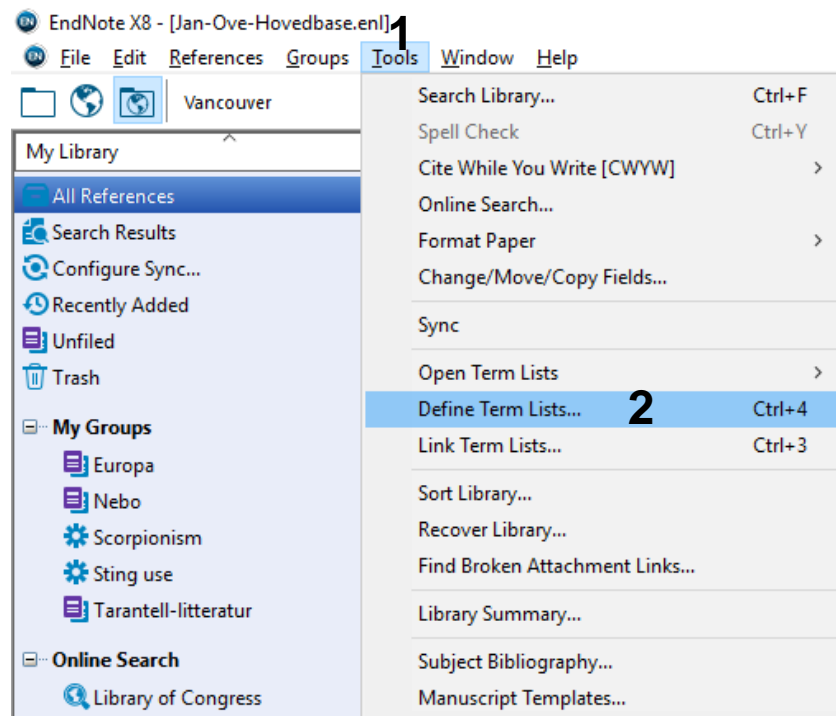 EndNote X8 - [Jan-Ove-Hovedbase.enl]
1
File Edit References Groups Tools Window Help
Vancouver
My Library
All References
Search Results
Configure Sync...
Recently Added
Unfiled
Trash
My Groups
Europa
Nebo
Scorpionism
Sting use
Tarantell-litteratur
Online Search
Library of Congress
Search Library... Ctrl+F
Spell Check Ctrl+Y
Cite While You Write [CWYW]
Online Search...
Format Paper
Change/Move/Copy Fields...
Sync
Open Term Lists
Define Term Lists... 2 Ctrl+4
Link Term Lists... Ctrl+3
Sort Library...
Recover Library...
Find Broken Attachment Links...
Library Summary...
Subject Bibliography...
Manuscript Templates...